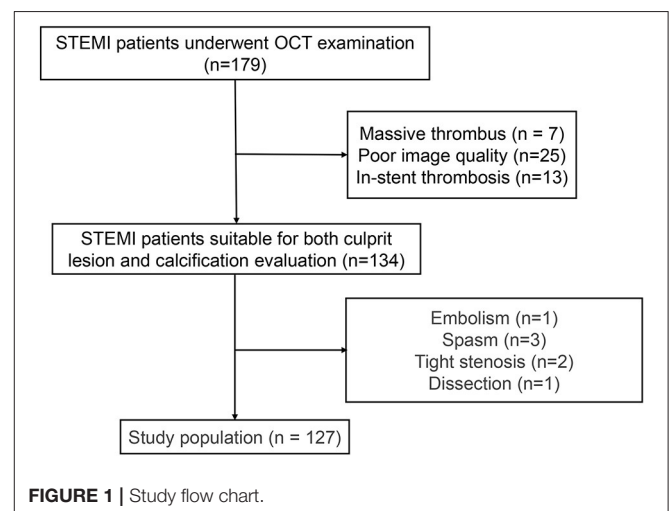 STEMI patients underwent OCT examination
(n=179)
Massive thrombus (n = 7)
Poor image quality (n=25)
In-stent thrombosis (n=13)
STEMI patients suitable for both culprit
lesion and calcification evaluation (n=134)
Embolism (n=1)
Spasm (n=3)
Tight stenosis (n=2)
Dissection (n=1)
Study population (n = 127)
FIGURE 1 | Study flow chart.